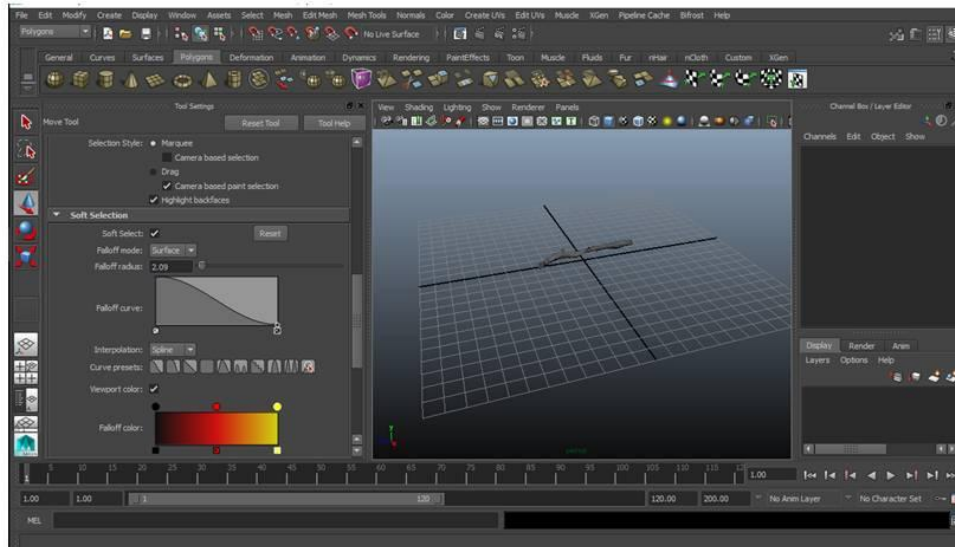 File Edit Modify Create Display Window Assets Select Mesh Edit Mesh Mesh Tools Normals Color Create UVs Edit UVs Muscle XGen Pipeline Cache Bifrost Help
Polygons No Live Surface
General Curves Surfaces Polygons Deformation Animation Dynamics Rendering PaintEffects Toon Muscle Fluids Fur nHair nCloth Custom XGen
Tool Settings
Move Tool Reset Tool Tool Help
Selection Style: Marquee
Camera based selection
Drag
Camera based paint selection
Highlight backfaces
Soft Selection
Soft Select: Reset
Falloff mode: Surface
Falloff radius: 2.09
Falloff curve:
Interpolation: Spline
Curve presets:
Viewport color:
Falloff color:
View Shading Lighting Show Renderer Panels
persp
Channel Box / Layer Editor
Channels Edit Object Show
Display Render Anim
Layers Options Help
1 5 10 15 20 25 30 35 40 45 50 55 60 65 70 75 80 85 90 95 100 105 110 115 12 1.00
1.00 1.00 1 120 120.00 200.00 No Anim Layer No Character Set
MEL